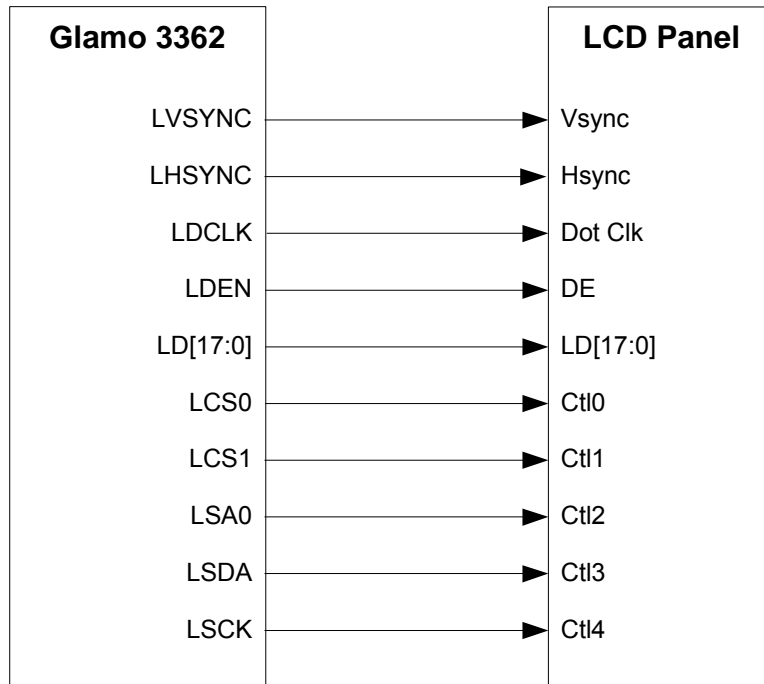 Glamo 3362 LCD Panel
LVSYNC Vsync
LHSYNC Hsync
LDCLK Dot Clk
LDEN DE
LD[17:0] LD[17:0]
LCS0 Ctl0
LCS1 Ctl1
LSA0 Ctl2
LSDA Ctl3
LSCK Ctl4